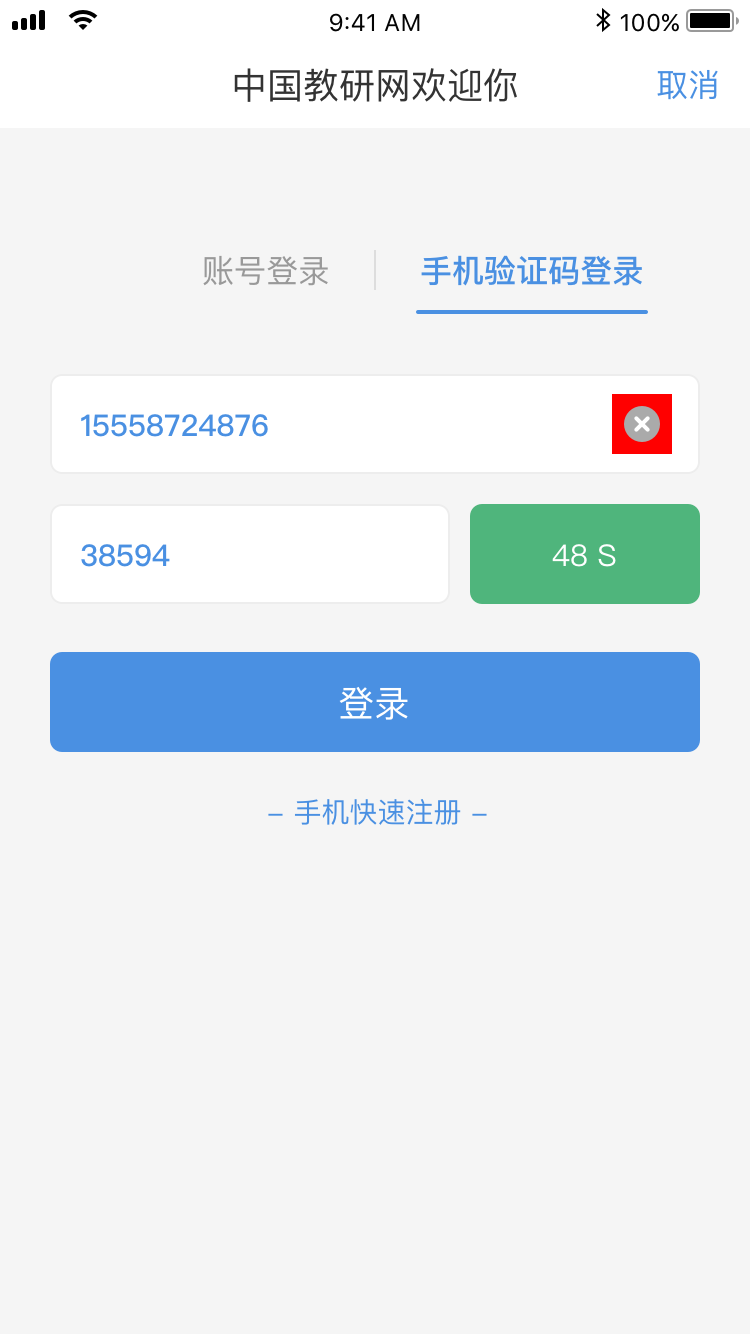 9:41 AM 100%
中国教研网欢迎你 取消
账号登录 手机验证码登录
15558724876
38594 48 S
登录
– 手机快速注册 –